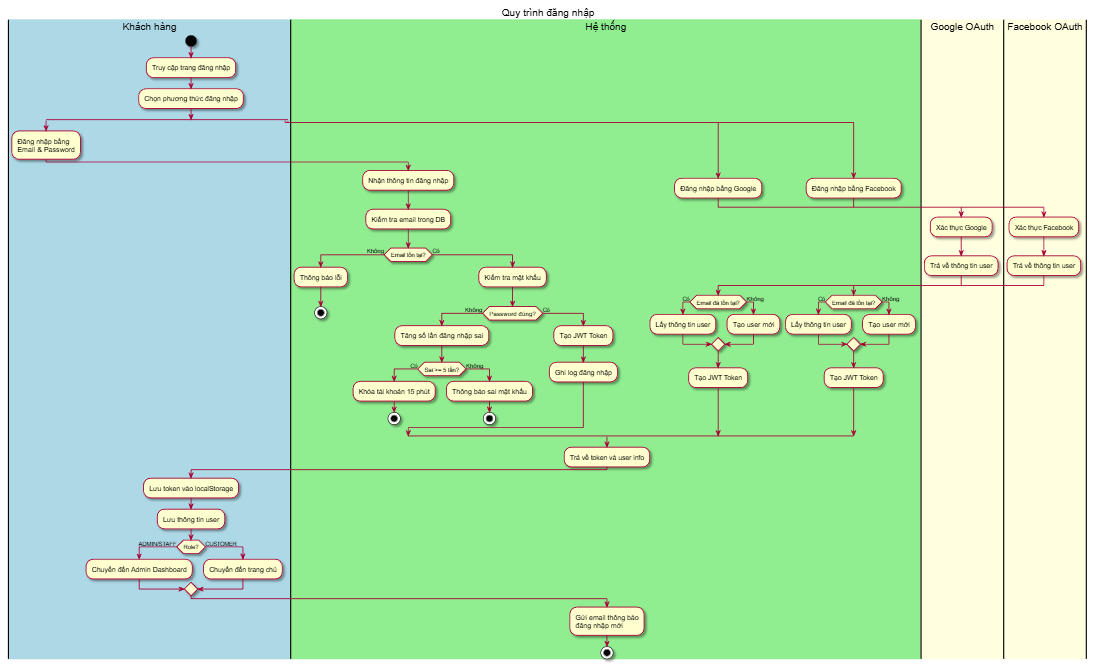 Quy trình đăng nhập
Khách hàng
Hệ thống
Google OAuth
Facebook OAuth
Truy cập trang đăng nhập
Chọn phương thức đăng nhập
Đăng nhập bằng
Email & Password
Nhận thông tin đăng nhập
Đăng nhập bằng Google
Đăng nhập bằng Facebook
Kiểm tra email trong DB
Xác thực Google
Xác thực Facebook
Không
Email tồn tại?
Có
Trả về thông tin user
Trả về thông tin user
Thông báo lỗi
Kiểm tra mật khẩu
Có
Email đã tồn tại?
Không
Có
Email đã tồn tại?
Không
Không
Password đúng?
Có
Lấy thông tin user
Tạo user mới
Lấy thông tin user
Tạo user mới
Tăng số lần đăng nhập sai
Tạo JWT Token
Có
Sai >= 5 lần?
Không
Ghi log đăng nhập
Tạo JWT Token
Tạo JWT Token
Khóa tài khoản 15 phút
Thông báo sai mật khẩu
Trả về token và user info
Lưu token vào localStorage
Lưu thông tin user
ADMIN/STAFF
Role?
CUSTOMER
Chuyển đến Admin Dashboard
Chuyển đến trang chủ
Gửi email thông báo
đăng nhập mới